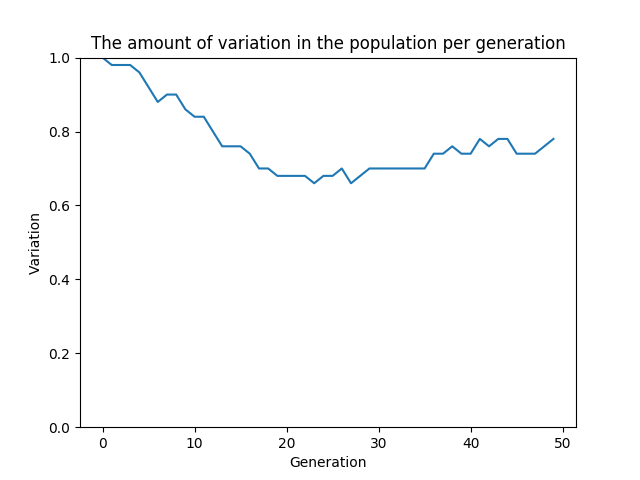 The amount of variation in the population per generation
1.0
0.8
0.6
0.4
0.2
0.0
Variation
0 10 20 30 40 50
Generation